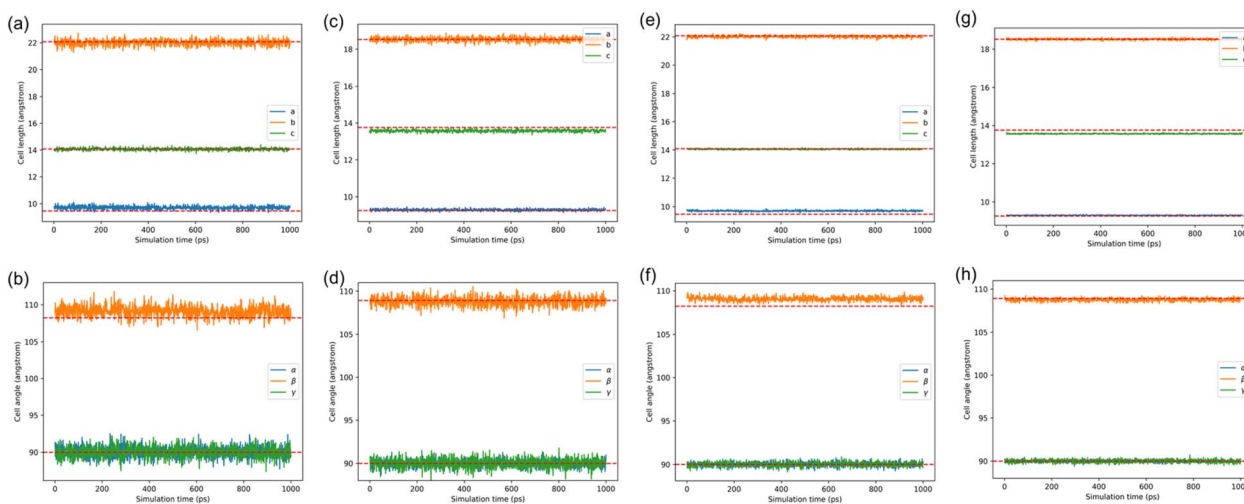 (a)
Cell length (angstrom)
22
20
18
16
14
12
10
a
b
c
0 200 400 600 800 1000
Simulation time (ps)
(c)
Cell length (angstrom)
18
16
14
12
10
a
b
c
0 200 400 600 800 1000
Simulation time (ps)
(e)
Cell length (angstrom)
22
20
18
16
14
12
10
a
b
c
0 200 400 600 800 1000
Simulation time (ps)
(g)
Cell length (angstrom)
18
16
14
12
10
0 200 400 600 800 1000
Simulation time (ps)
(b)
Cell angle (angstrom)
110
105
100
95
90
α
β
γ
0 200 400 600 800 1000
Simulation time (ps)
(d)
Cell angle (angstrom)
110
105
100
95
90
α
β
γ
0 200 400 600 800 1000
Simulation time (ps)
(f)
Cell angle (angstrom)
110
105
100
95
90
α
β
γ
0 200 400 600 800 1000
Simulation time (ps)
(h)
Cell angle (angstrom)
110
105
100
95
90
α
β
γ
0 200 400 600 800 1000
Simulation time (ps)